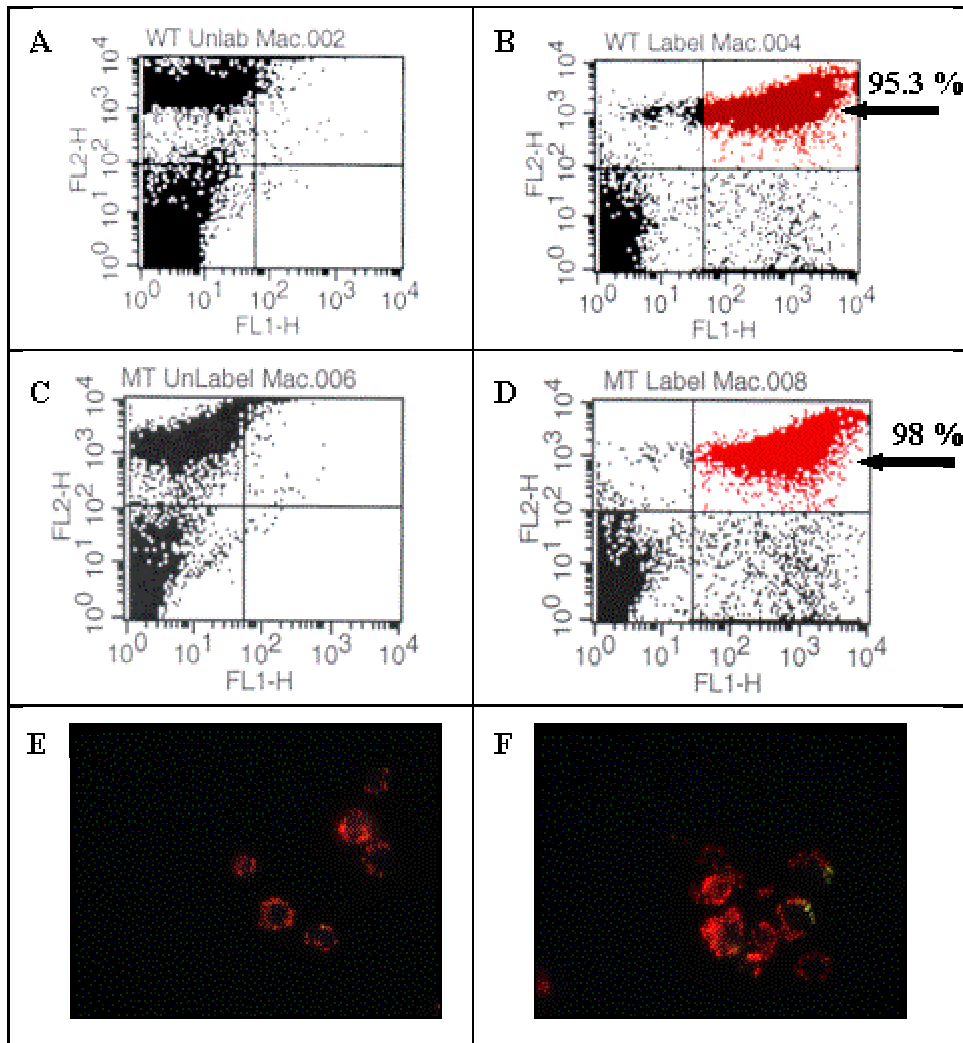 A
WT Unlab Mac.002
FL2-H
10^4
10^3
10^2
10^1
10^0
10^0 10^1 10^2 10^3 10^4
FL1-H
B
WT Label Mac.004
FL2-H
10^4
10^3
10^2
10^1
10^0
10^0 10^1 10^2 10^3 10^4
FL1-H
95.3 %
C
MT UnLabel Mac.006
FL2-H
10^4
10^3
10^2
10^1
10^0
10^0 10^1 10^2 10^3 10^4
FL1-H
D
MT Label Mac.008
FL2-H
10^4
10^3
10^2
10^1
10^0
10^0 10^1 10^2 10^3 10^4
FL1-H
98 %
E
F